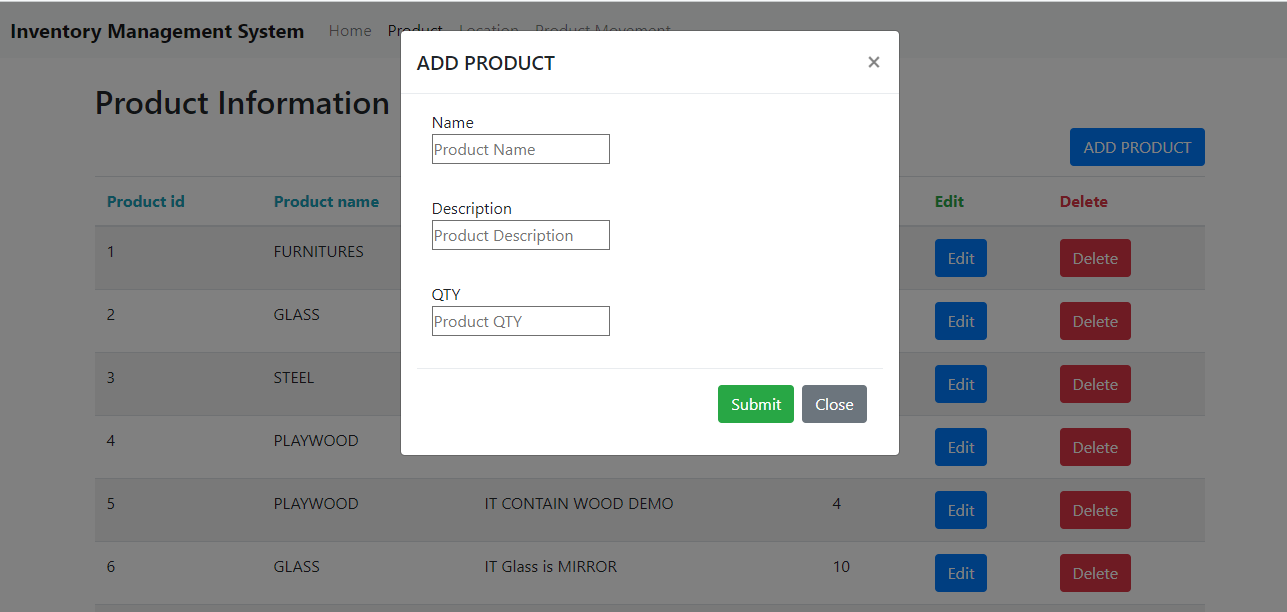 Inventory Management System Home Product Location Product Movement
ADD PRODUCT ×
Product Information
Name
Product Name
ADD PRODUCT
Product id Product name Edit Delete
Description
Product Description
1 FURNITURES Edit Delete
QTY
Product QTY
2 GLASS Edit Delete
3 STEEL Edit Delete
Submit Close
4 PLAYWOOD Edit Delete
5 PLAYWOOD IT CONTAIN WOOD DEMO 4 Edit Delete
6 GLASS IT Glass is MIRROR 10 Edit Delete